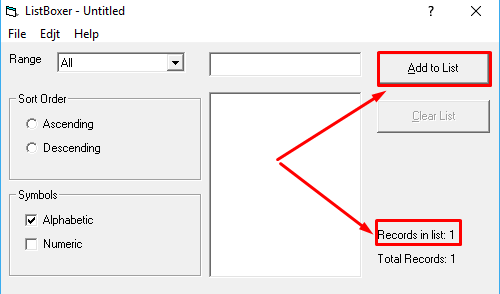 ListBoxer - Untitled
File Edjt Help
Range All
Add to List
Sort Order
Ascending
Descending
Clear List
Symbols
Alphabetic
Numeric
Records in list: 1
Total Records: 1